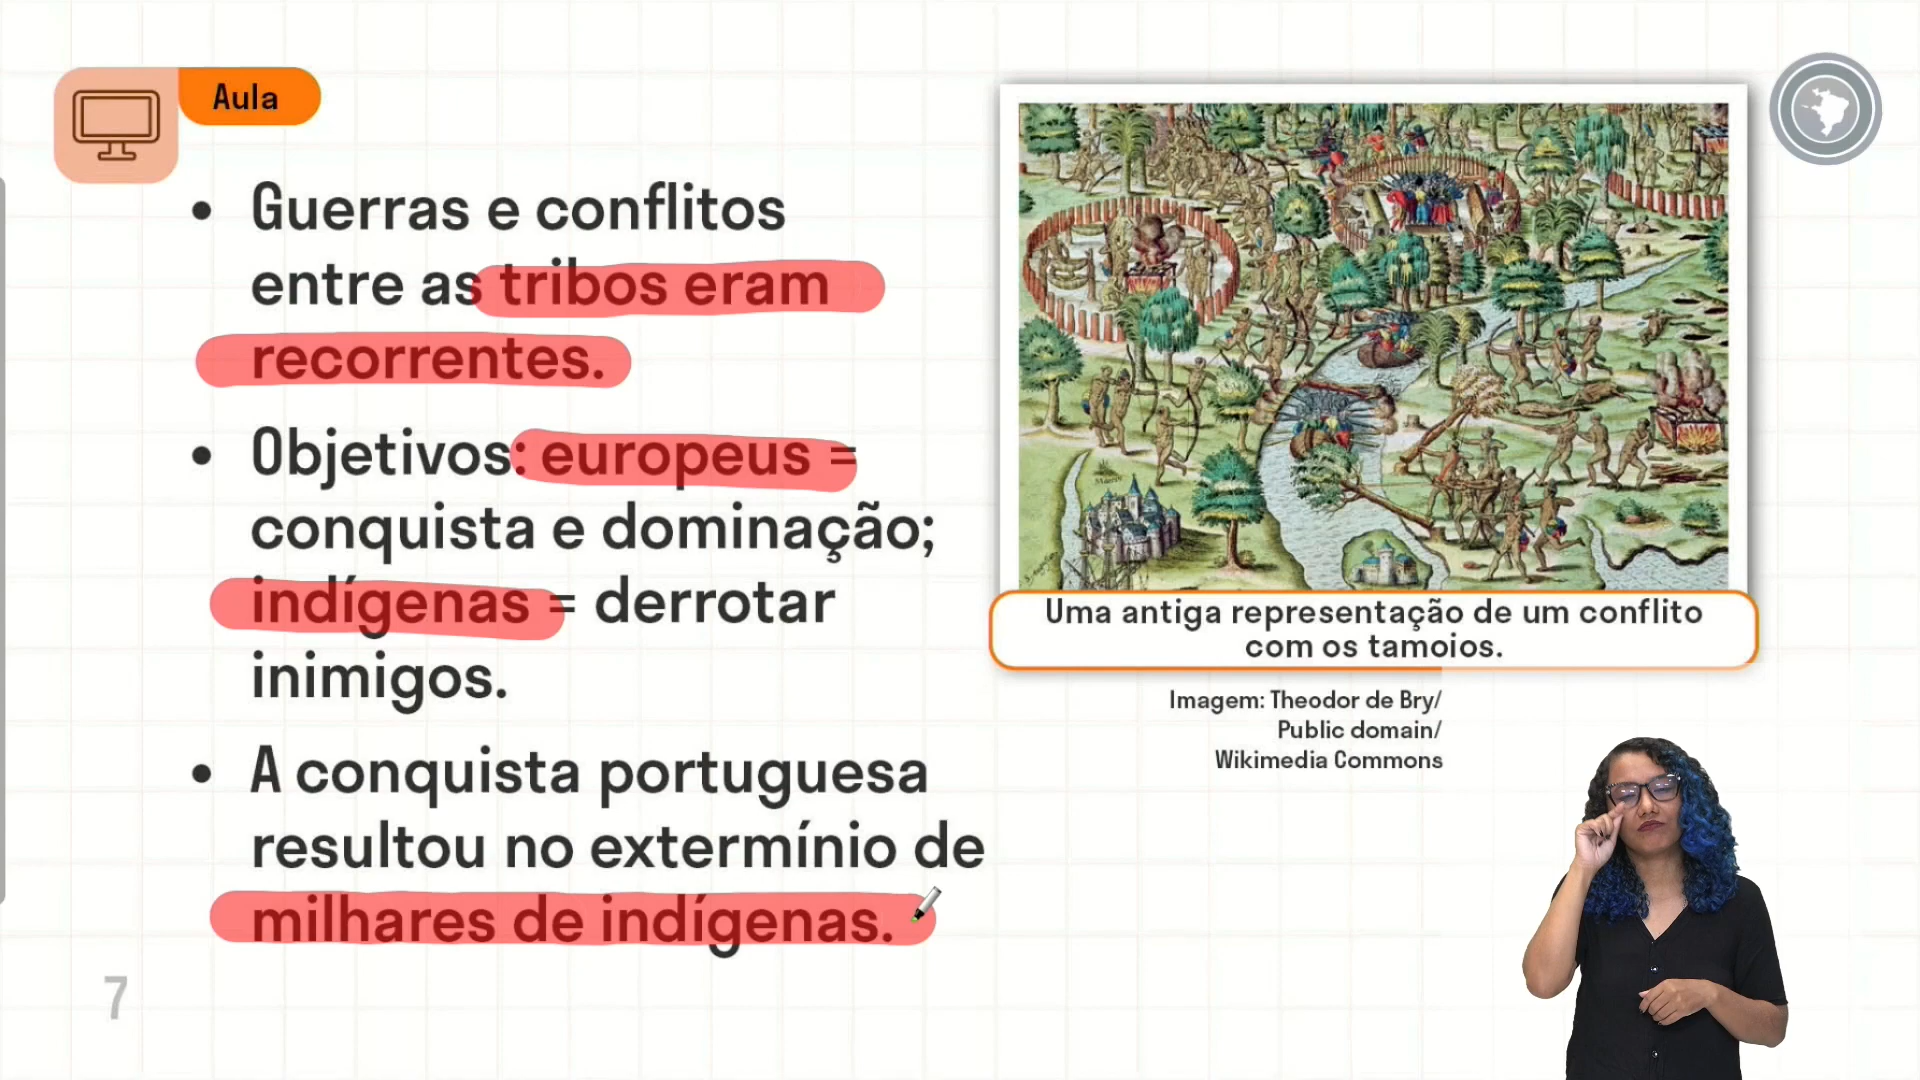 Aula
• Guerras e conflitos
entre as tribos eram
recorrentes.
• Objetivos: europeus =
conquista e dominação;
indígenas = derrotar
inimigos.
• A conquista portuguesa
resultou no extermínio de
milhares de indígenas.
Uma antiga representação de um conflito
com os tamoios.
Imagem: Theodor de Bry/
Public domain/
Wikimedia Commons
7